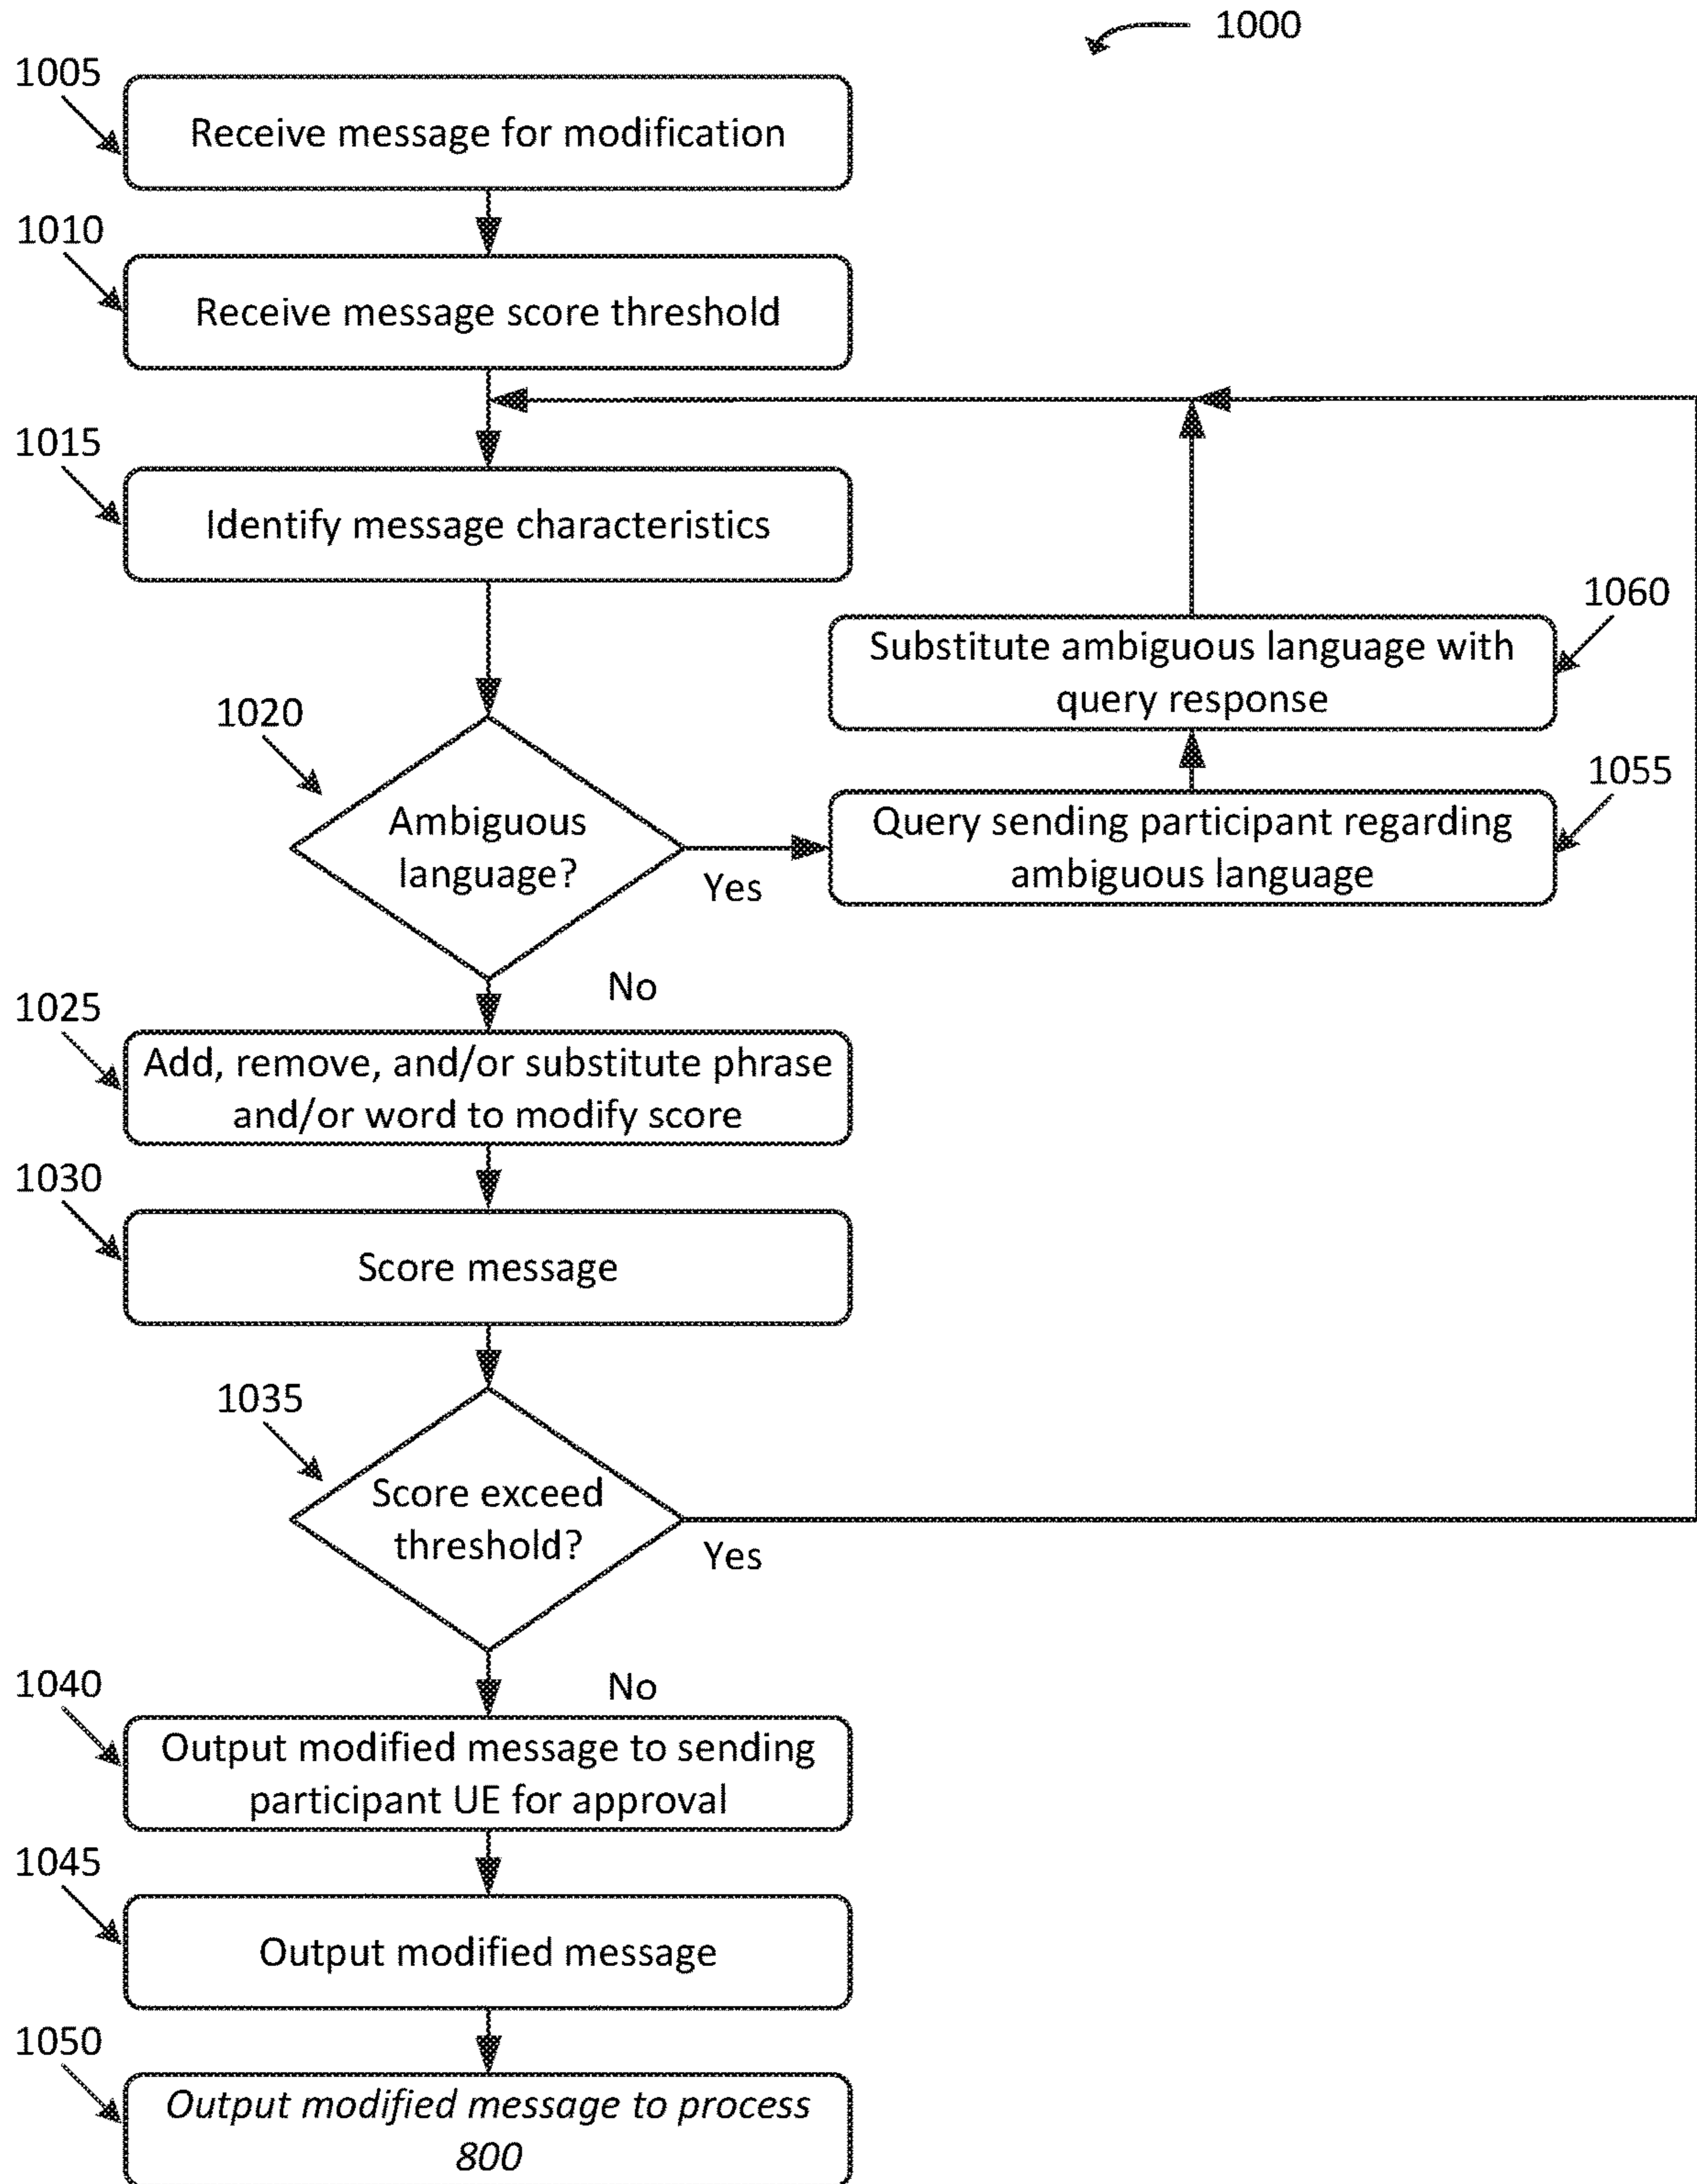 1000
1005
Receive message for modification
1010
Receive message score threshold
1015
Identify message characteristics
1060
Substitute ambiguous language with
query response
1020
1055
Ambiguous
language?
Yes
Query sending participant regarding
ambiguous language
No
1025
Add, remove, and/or substitute phrase
and/or word to modify score
1030
Score message
1035
Score exceed
threshold?
Yes
No
1040
Output modified message to sending
participant UE for approval
1045
Output modified message
1050
Output modified message to process
800